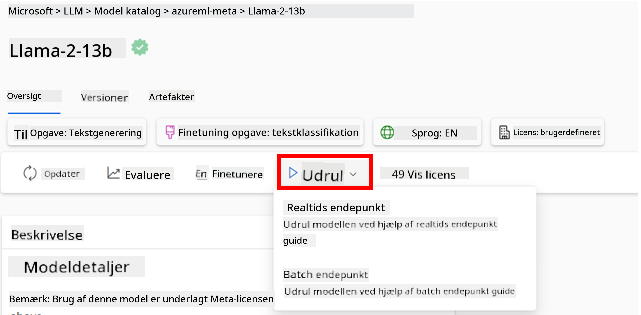 Microsoft > LLM > Model katalog > azureml-meta > Llama-2-13b
Llama-2-13b
Oversigt Versioner Artefakter
Til Opgave: Tekstgenerering
Finetuning opgave: tekstklassifikation
Sprog: EN
Licens: brugerdefineret
Opdater Evaluere En Finetunere Udrul 49 Vis licens
Realtids endepunkt
Udrul modellen ved hjælp af realtids endepunkt
guide
Batch endepunkt
Udrul modellen ved hjælp af batch endepunkt guide
Beskrivelse
Modeldetaljer
Bemærk: Brug af denne model er underlagt Meta-licensen
above